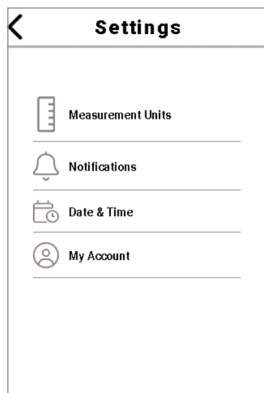 Settings
Measurement Units
Notifications
Date & Time
My Account